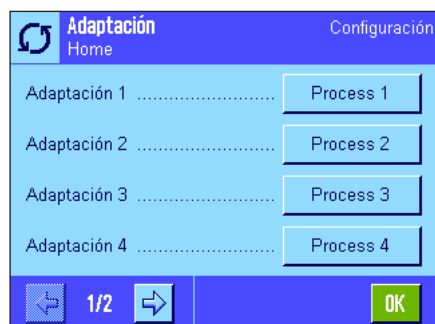 Adaptación
Configuración
Home
Adaptación 1 ........................ Process 1
Adaptación 2 ........................ Process 2
Adaptación 3 ........................ Process 3
Adaptación 4 ........................ Process 4
1/2
OK